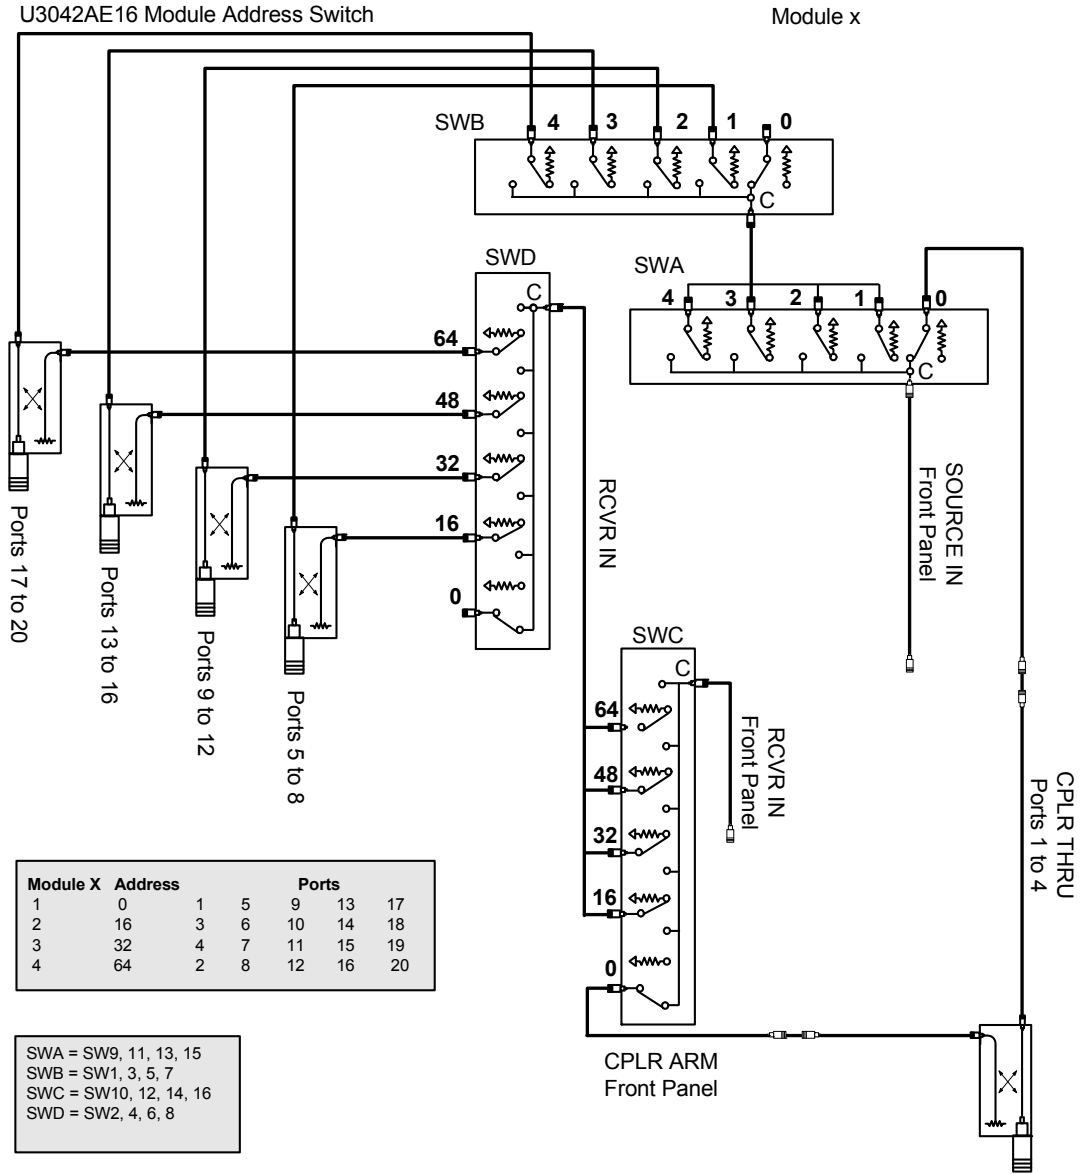 U3042AE16 Module Address Switch
Module x
SWB
4 3 2 1 0
C
SWA
4 3 2 1 0
C
SWD
C
64
48
32
16
0
RCVR IN
SOURCE IN
Front Panel
Ports 17 to 20
Ports 13 to 16
Ports 9 to 12
Ports 5 to 8
SWC
C
64
48
32
16
0
RCVR IN
Front Panel
CPLR THRU
Ports 1 to 4
CPLR ARM
Front Panel
Module X Address Ports
1 0 1 5 9 13 17
2 16 3 6 10 14 18
3 32 4 7 11 15 19
4 64 2 8 12 16 20
SWA = SW9, 11, 13, 15
SWB = SW1, 3, 5, 7
SWC = SW10, 12, 14, 16
SWD = SW2, 4, 6, 8